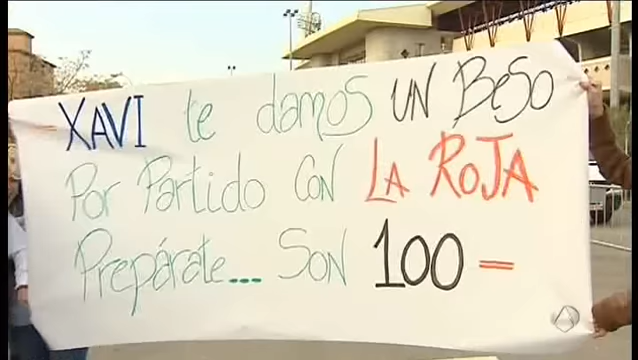 XAVI te damos UN BESO
Por Partido CON LA ROJA
Prepárate... SON 100 =